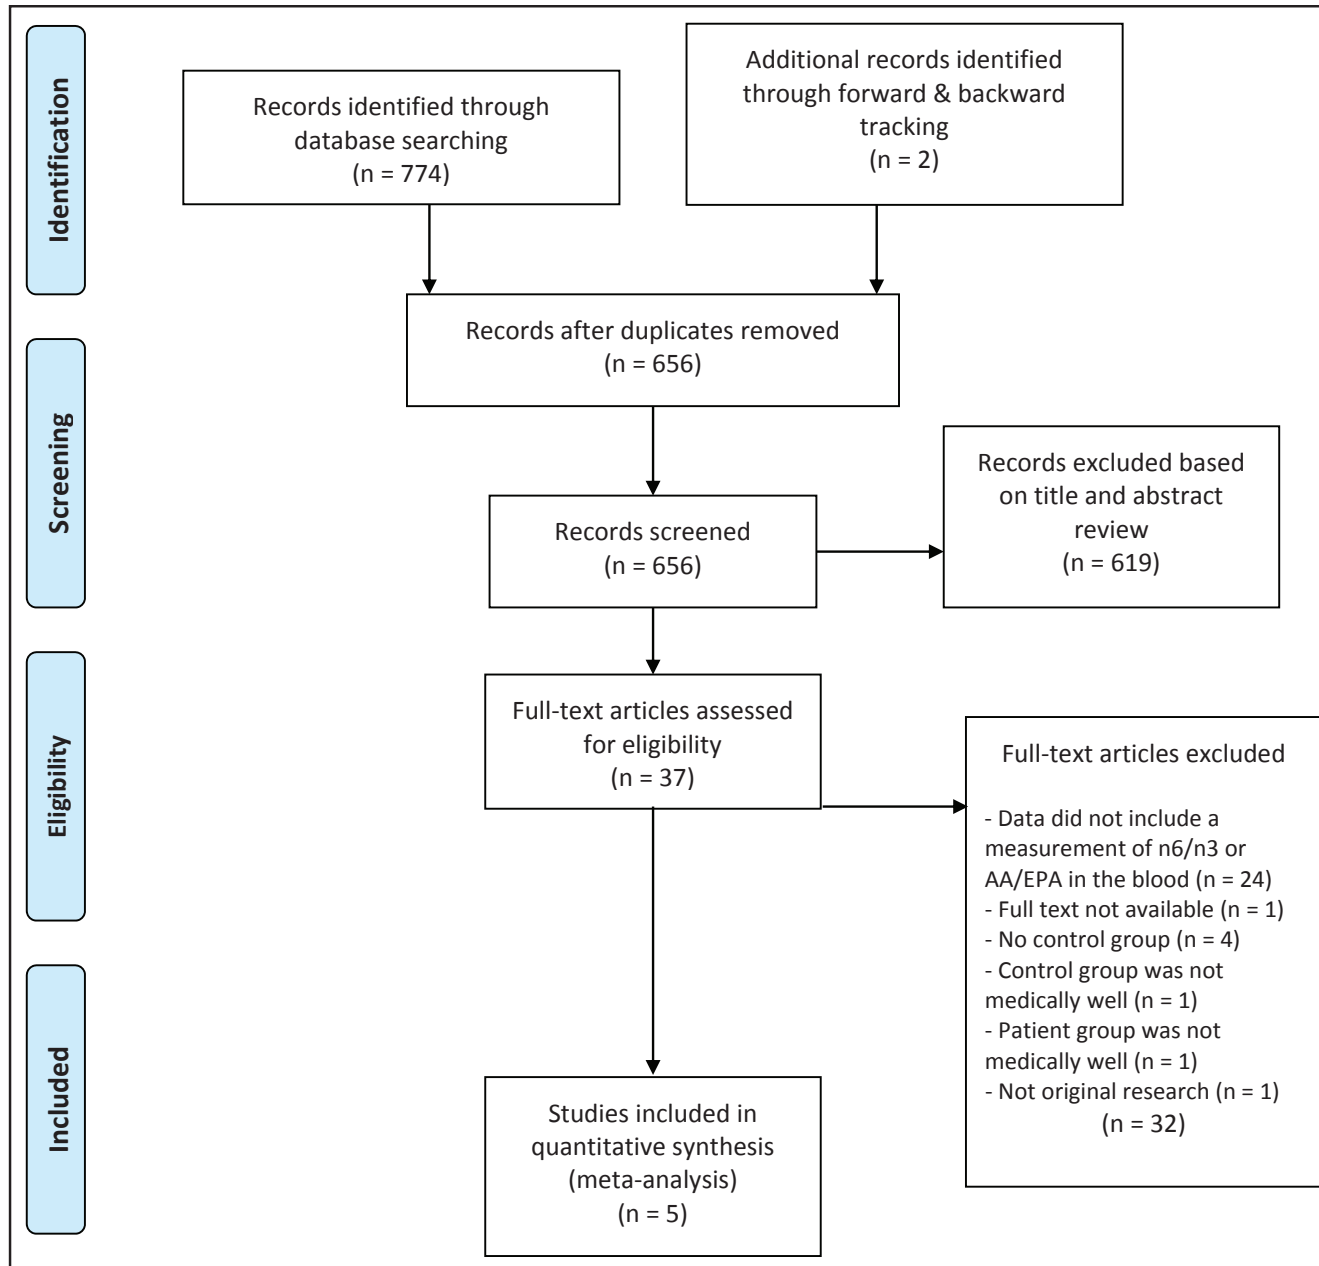 Identification
Records identified through
database searching
(n = 774)
Additional records identified
through forward & backward
tracking
(n = 2)
Records after duplicates removed
(n = 656)
Screening
Records screened
(n = 656)
Records excluded based
on title and abstract
review
(n = 619)
Eligibility
Full-text articles assessed
for eligibility
(n = 37)
Full-text articles excluded
- Data did not include a
measurement of n6/n3 or
AA/EPA in the blood (n = 24)
- Full text not available (n = 1)
- No control group (n = 4)
- Control group was not
medically well (n = 1)
- Patient group was not
medically well (n = 1)
- Not original research (n = 1)
(n = 32)
Included
Studies included in
quantitative synthesis
(meta-analysis)
(n = 5)